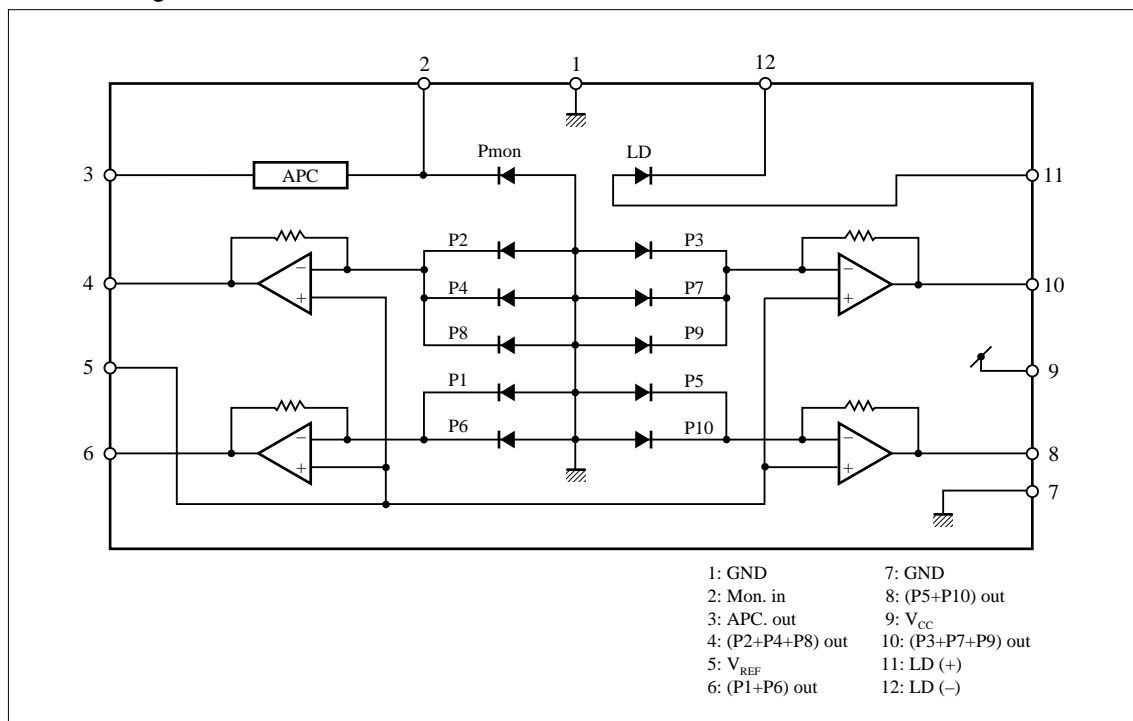 2 1 12
3 APC Pmon LD 11
P2 P3
− −
4 P4 P7 10
+ +
P8 P9
5 9
P1 P5
− −
6 P6 P10 8
+ +
7
1: GND 7: GND
2: Mon. in 8: (P5+P10) out
3: APC. out 9: VCC
4: (P2+P4+P8) out 10: (P3+P7+P9) out
5: VREF 11: LD (+)
6: (P1+P6) out 12: LD (–)